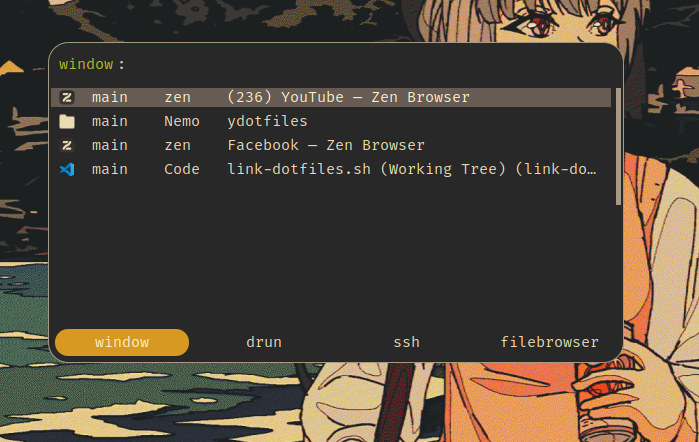 window :
main zen (236) YouTube — Zen Browser
main Nemo ydotfiles
main zen Facebook — Zen Browser
main Code link-dotfiles.sh (Working Tree) (link-do…
window drun ssh filebrowser